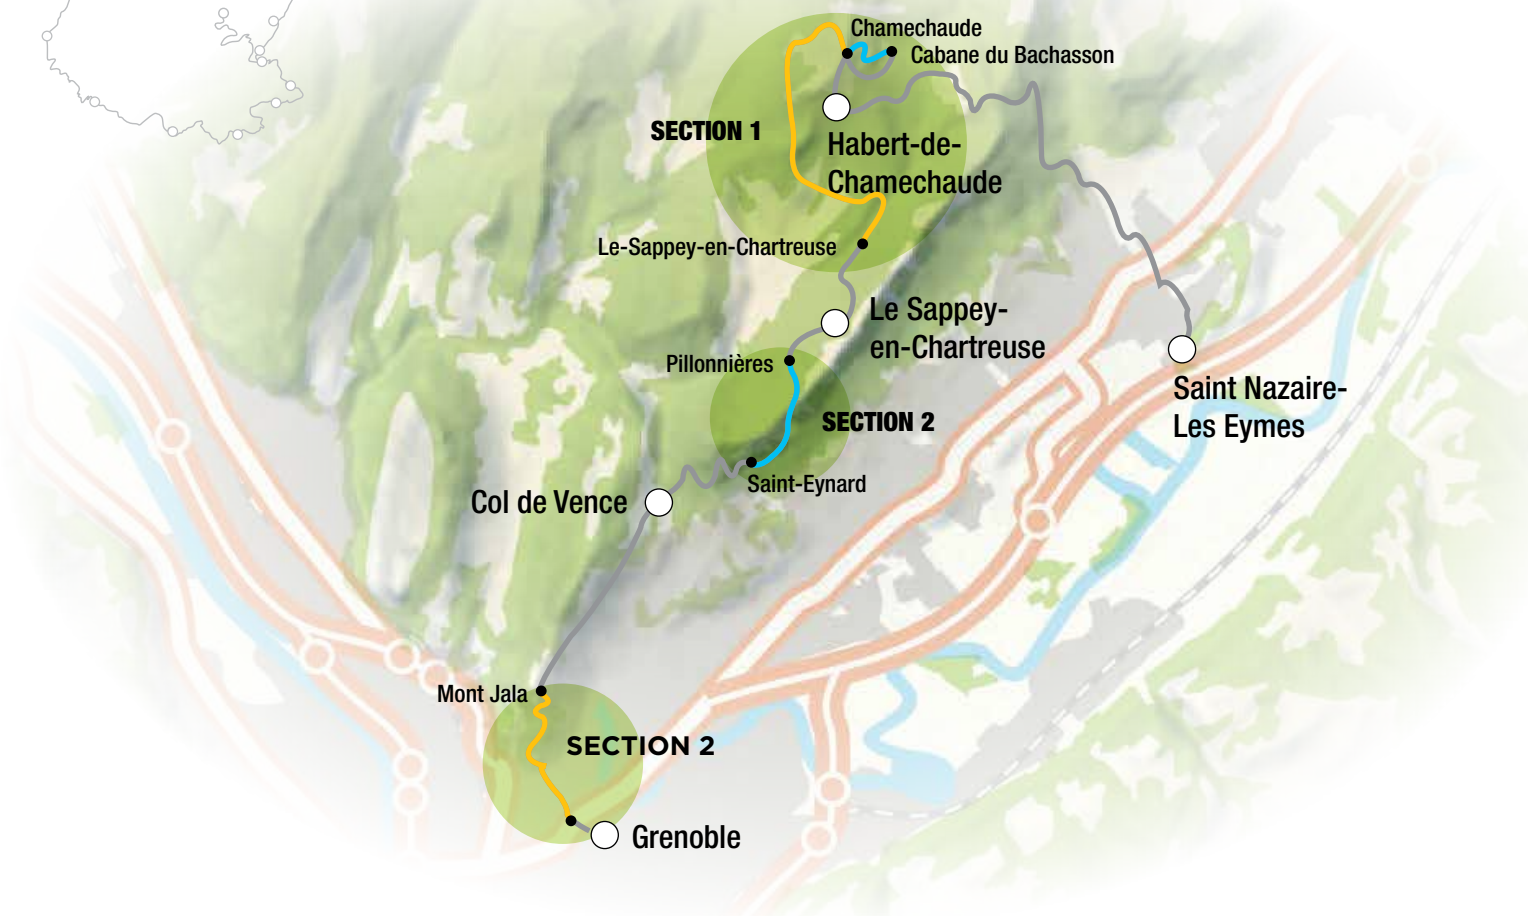 Chamechaude
Cabane du Bachasson
SECTION 1
Habert-de-
Chamechaude
Le-Sappey-en-Chartreuse
Le Sappey-
en-Chartreuse
Pillonnières
Saint Nazaire-
Les Eymes
SECTION 2
Saint-Eynard
Col de Vence
Mont Jala
SECTION 2
Grenoble